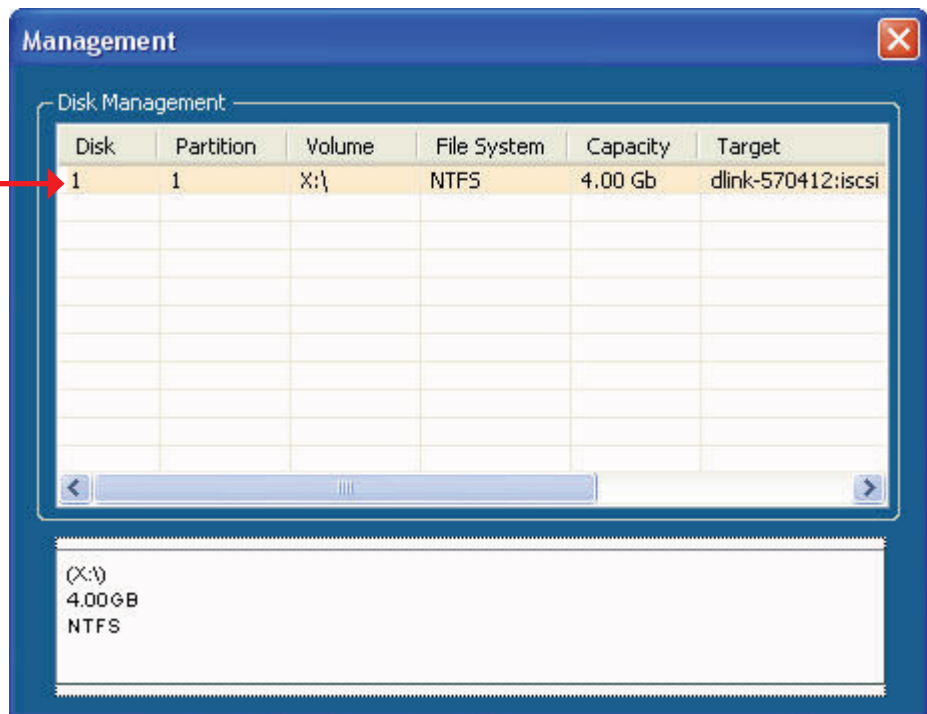 Management
Disk Management
Disk Partition Volume File System Capacity Target
1 1 X:\ NTFS 4.00 Gb dlink-570412:iscsi
(X:\)
4.00GB
NTFS